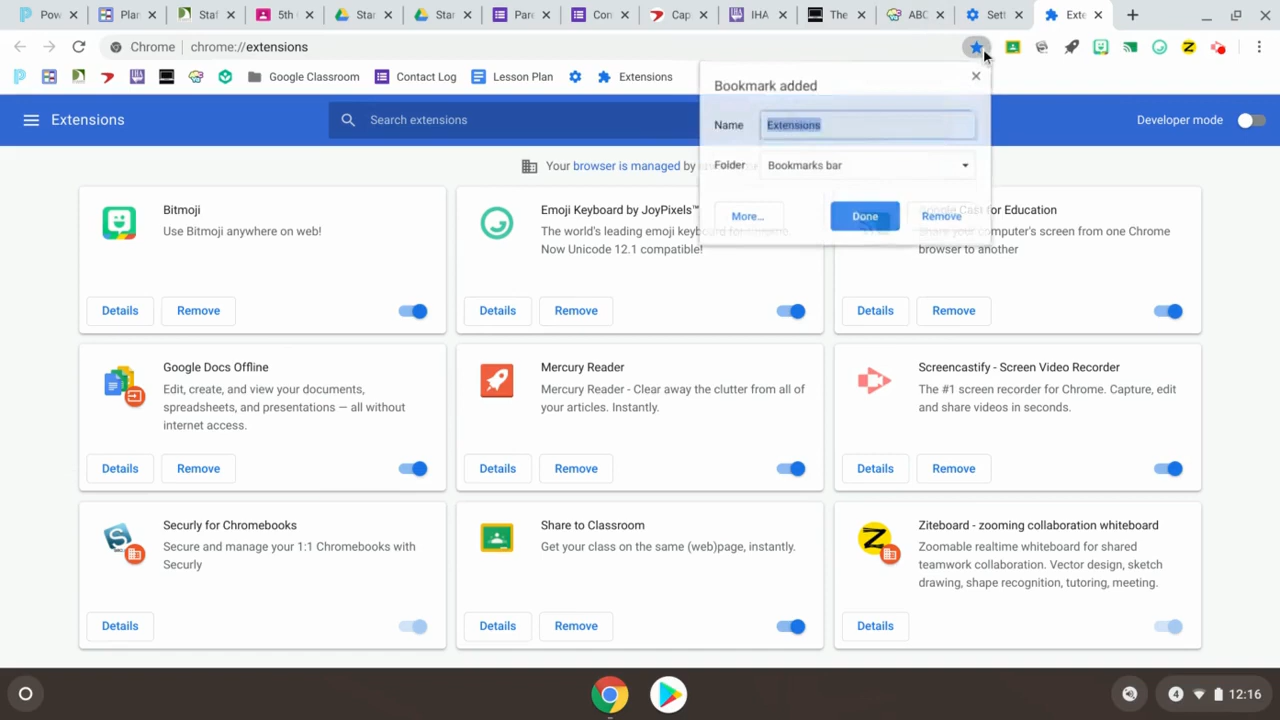 Pow
Plan
Staf
5th
Star
Star
Pare
Con
Cap
IHA
The
ABC
Sett
Exte
Chrome | chrome://extensions
Google Classroom
Contact Log
Lesson Plan
Extensions
Bookmark added
Name
Extensions
Folder
Bookmarks bar
More...
Done
Remove
Extensions
Search extensions
Developer mode
Your browser is managed by
Bitmoji
Use Bitmoji anywhere on web!
Details
Remove
Emoji Keyboard by JoyPixels™
The world's leading emoji keyboard
Now Unicode 12.1 compatible!
Details
Remove
Google Cast for Education
Share your computer's screen from one Chrome
browser to another
Details
Remove
Google Docs Offline
Edit, create, and view your documents,
spreadsheets, and presentations — all without
internet access.
Details
Remove
Mercury Reader
Mercury Reader - Clear away the clutter from all of
your articles. Instantly.
Details
Remove
Screencastify - Screen Video Recorder
The #1 screen recorder for Chrome. Capture, edit
and share videos in seconds.
Details
Remove
Securly for Chromebooks
Secure and manage your 1:1 Chromebooks with
Securly
Details
Share to Classroom
Get your class on the same (web)page, instantly.
Details
Remove
Ziteboard - zooming collaboration whiteboard
Zoomable realtime whiteboard for shared
teamwork collaboration. Vector design, sketch
drawing, shape recognition, tutoring, meeting.
Details
4
12:16